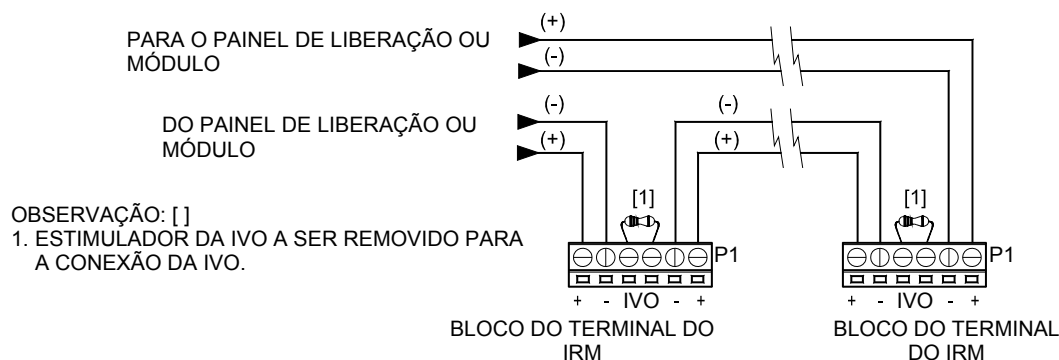 (+)
PARA O PAINEL DE LIBERAÇÃO OU
MÓDULO
(-)
(-)
(-)
DO PAINEL DE LIBERAÇÃO OU
MÓDULO
(+)
(+)
[1]
[1]
OBSERVAÇÃO: [ ]
1. ESTIMULADOR DA IVO A SER REMOVIDO PARA
A CONEXÃO DA IVO.
P1
P1
+ - IVO - +
+ - IVO - +
BLOCO DO TERMINAL DO
IRM
BLOCO DO TERMINAL
DO IRM